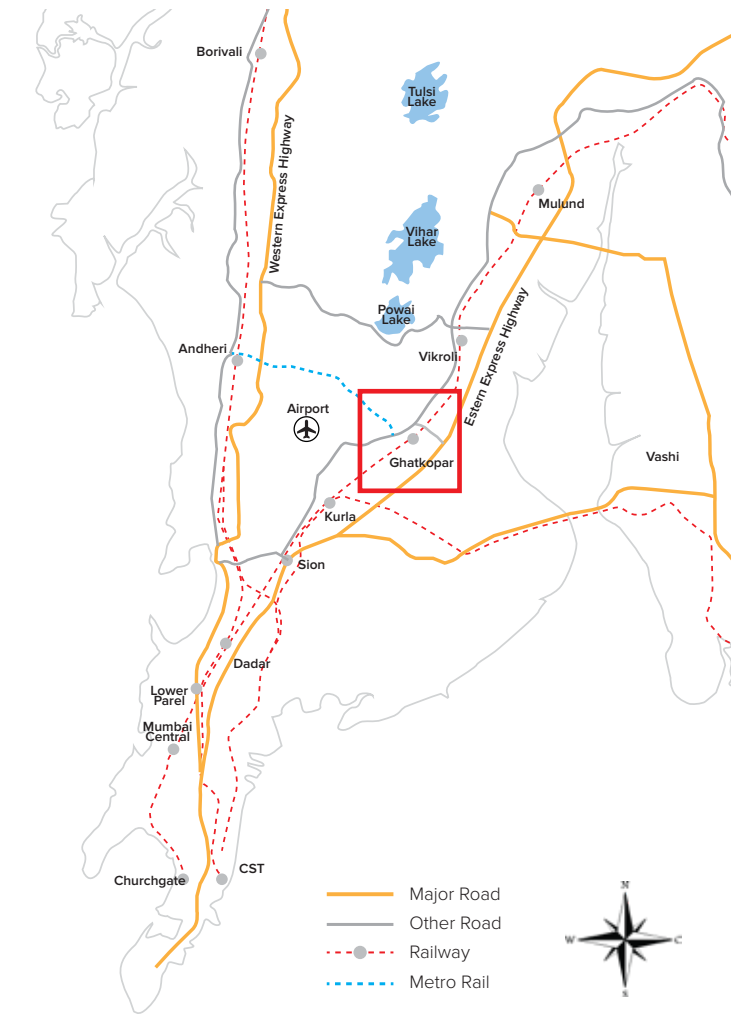 Borivali
Tulsi
Lake
Western Express Highway
Mulund
Vihar
Lake
Powai
Lake
Andheri
Vikroli
Estern Express Highway
Airport
Ghatkopar
Vashi
Kurla
Sion
Dadar
Lower
Parel
Mumbai
Central
Churchgate
CST
Major Road
Other Road
Railway
Metro Rail
N
W
C
S